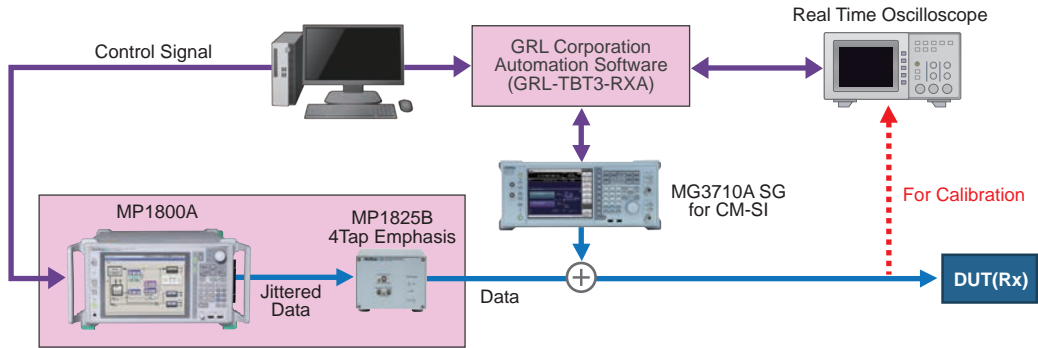 Real Time Oscilloscope
Control Signal
GRL Corporation
Automation Software
(GRL-TBT3-RXA)
MG3710A SG
for CM-SI
For Calibration
MP1800A
MP1825B
4Tap Emphasis
Jittered
Data
Data
DUT(Rx)